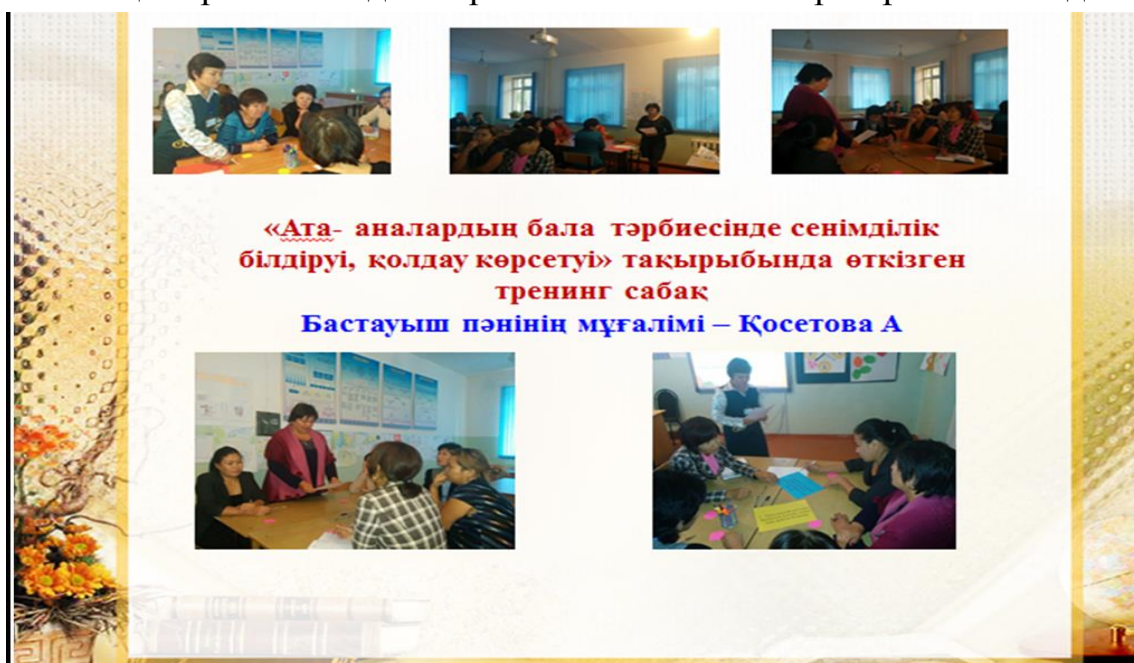 «Ата- аналардың бала тәрбиесінде сенімділік
білдіруі, қолдау көрсетуі» тақырыбында өткізген
тренинг сабақ
Бастауыш пәнінің мұғалімі – Қосетова А